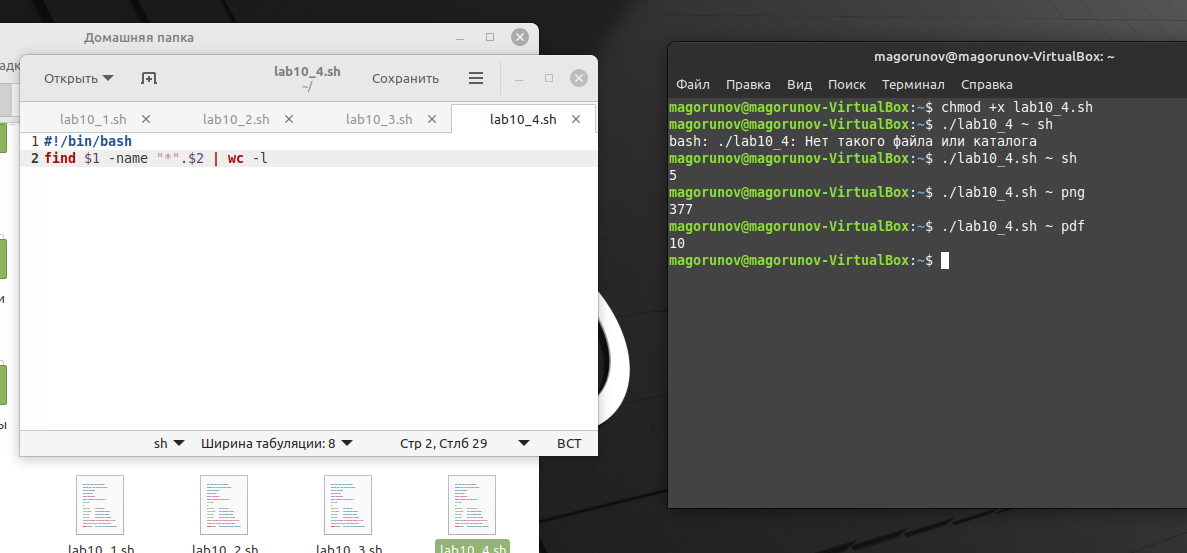 Домашняя папка
Открыть
lab10_4.sh
~/
Сохранить
lab10_1.sh
lab10_2.sh
lab10_3.sh
lab10_4.sh
1 #!/bin/bash
2 find $1 -name "*".$2 | wc -l
sh
Ширина табуляции: 8
Стр 2, Стлб 29
ВСТ
lab10_1.sh
lab10_2.sh
lab10_3.sh
lab10_4.sh
magorunov@magorunov-VirtualBox: ~
Файл Правка Вид Поиск Терминал Справка
magorunov@magorunov-VirtualBox:~$ chmod +x lab10_4.sh
magorunov@magorunov-VirtualBox:~$ ./lab10_4 ~ sh
bash: ./lab10_4: Нет такого файла или каталога
magorunov@magorunov-VirtualBox:~$ ./lab10_4.sh ~ sh
5
magorunov@magorunov-VirtualBox:~$ ./lab10_4.sh ~ png
377
magorunov@magorunov-VirtualBox:~$ ./lab10_4.sh ~ pdf
10
magorunov@magorunov-VirtualBox:~$